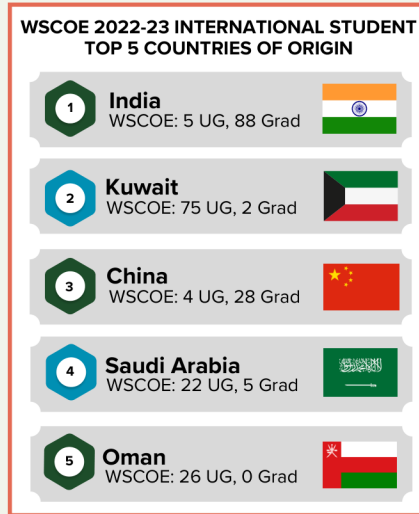 WSCOE 2022-23 INTERNATIONAL STUDENT
TOP 5 COUNTRIES OF ORIGIN
1
India
WSCOE: 5 UG, 88 Grad
2
Kuwait
WSCOE: 75 UG, 2 Grad
3
China
WSCOE: 4 UG, 28 Grad
4
Saudi Arabia
WSCOE: 22 UG, 5 Grad
5
Oman
WSCOE: 26 UG, 0 Grad